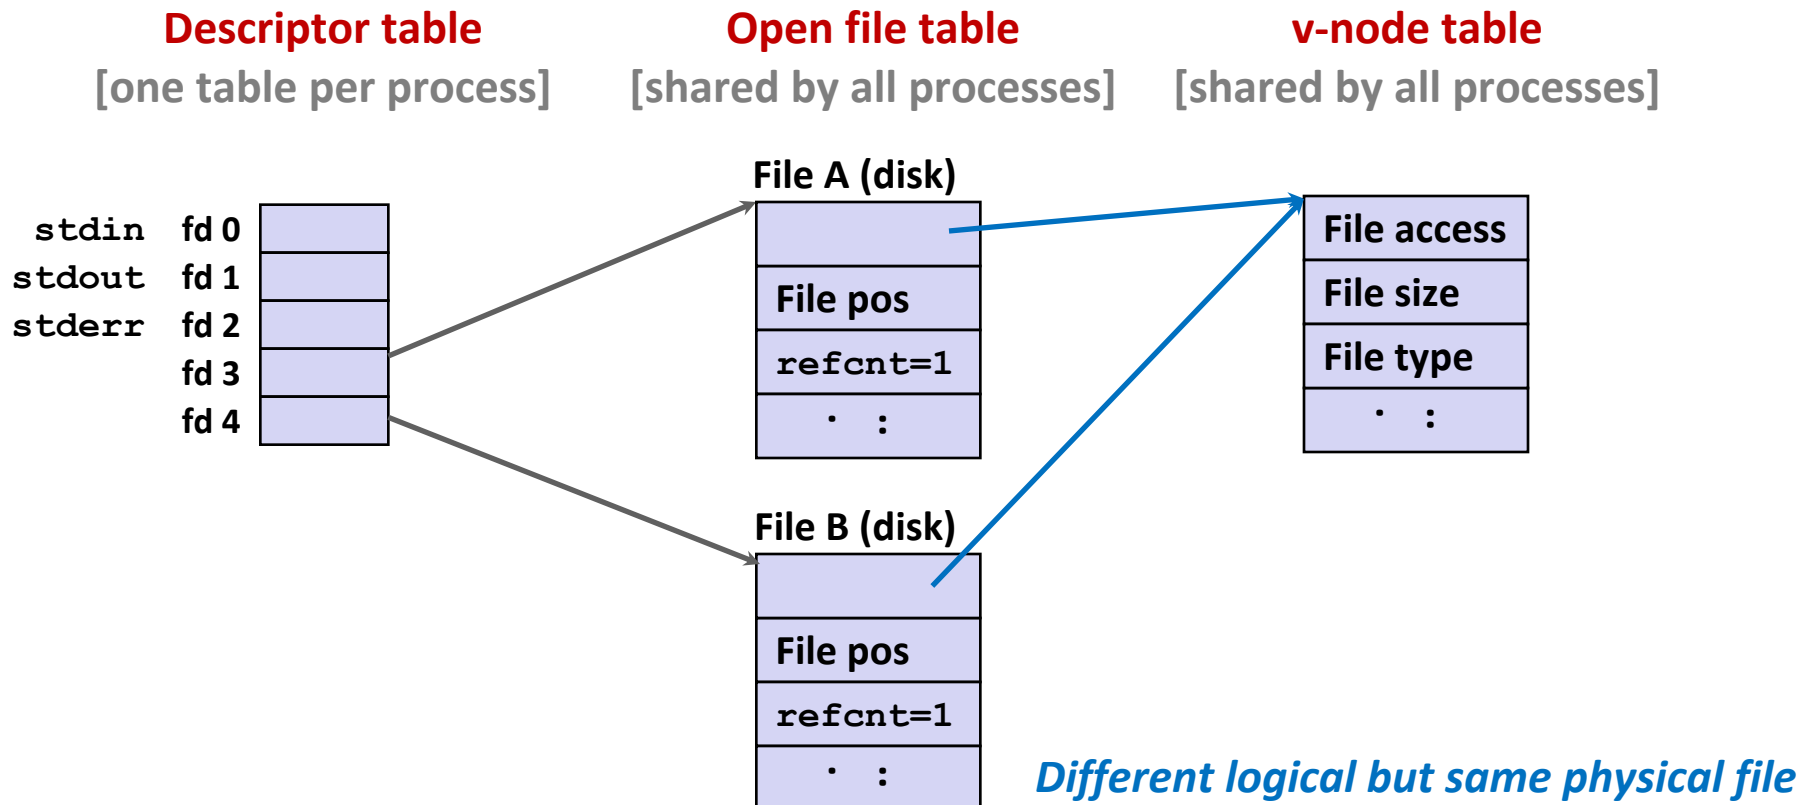 Descriptor table
[one table per process]
Open file table
[shared by all processes]
v-node table
[shared by all processes]
stdin fd 0
stdout fd 1
stderr fd 2
fd 3
fd 4
File A (disk)
File pos
refcnt=1
. :
File B (disk)
File pos
refcnt=1
. :
File access
File size
File type
. :
Different logical but same physical file